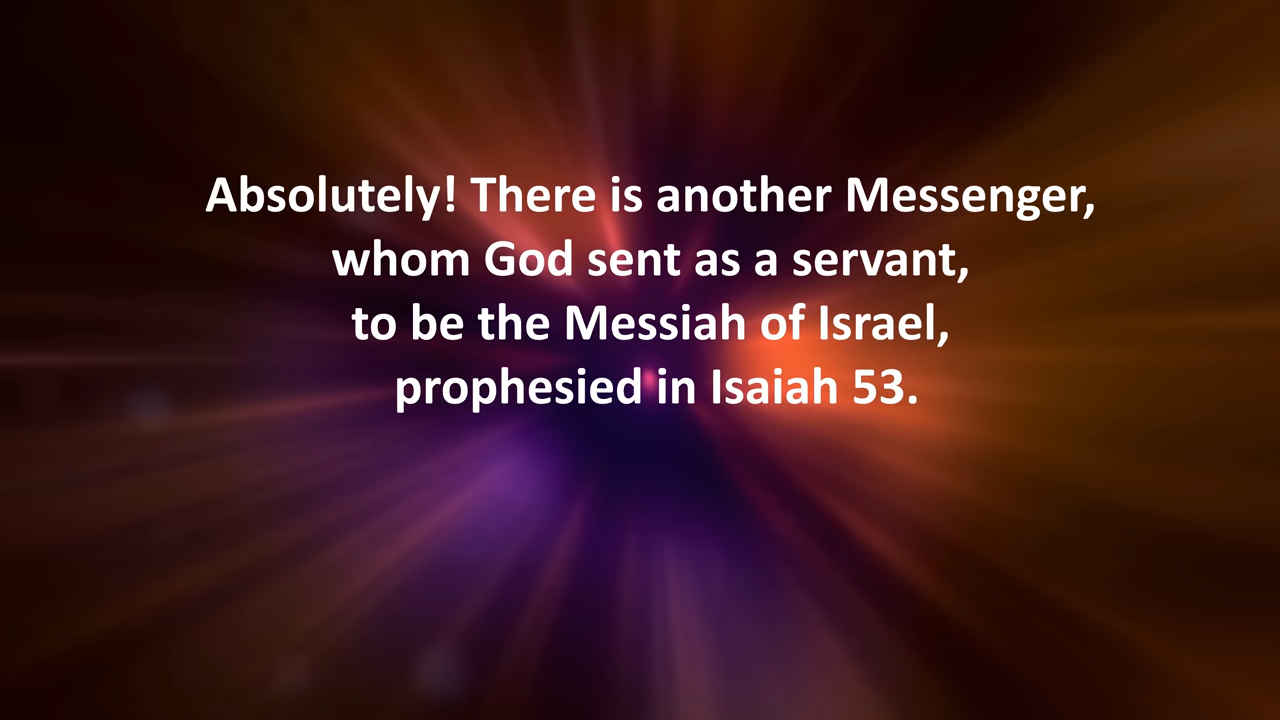 Absolutely! There is another Messenger,
whom God sent as a servant,
to be the Messiah of Israel,
prophesied in Isaiah 53.